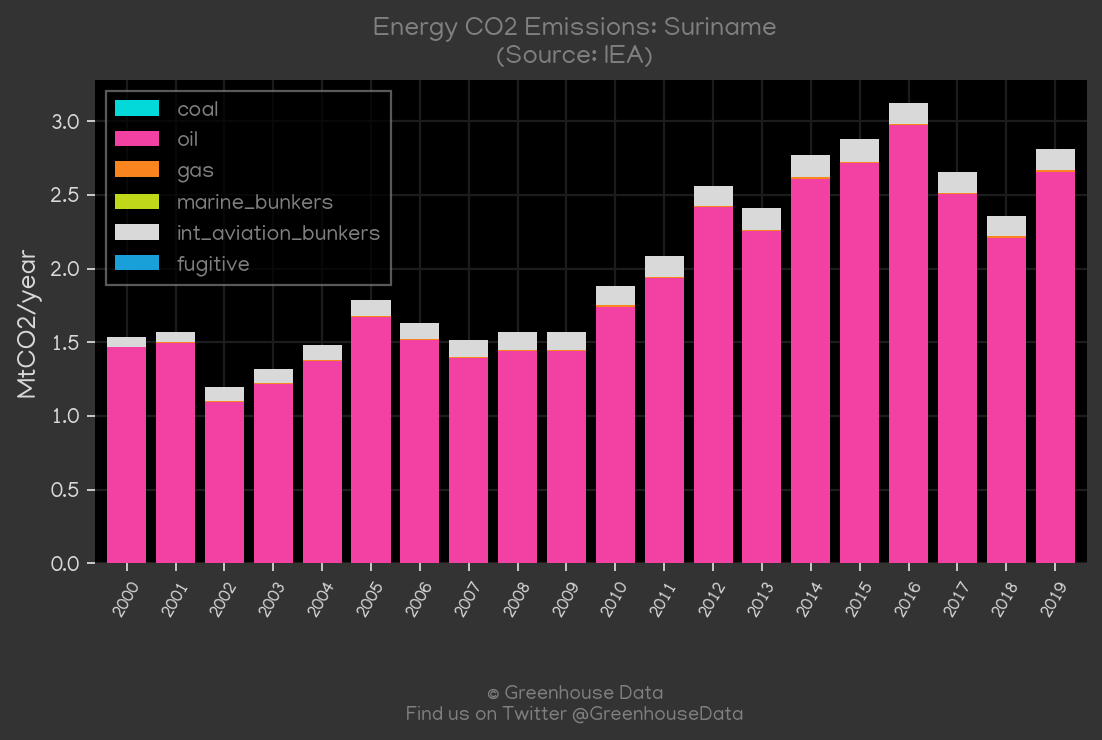 Energy CO2 Emissions: Suriname
(Source: IEA)
coal
oil
gas
marine_bunkers
int_aviation_bunkers
fugitive
MtCO2/year
3.0
2.5
2.0
1.5
1.0
0.5
0.0
2000 2001 2002 2003 2004 2005 2006 2007 2008 2009 2010 2011 2012 2013 2014 2015 2016 2017 2018 2019
© Greenhouse Data
Find us on Twitter @GreenhouseData